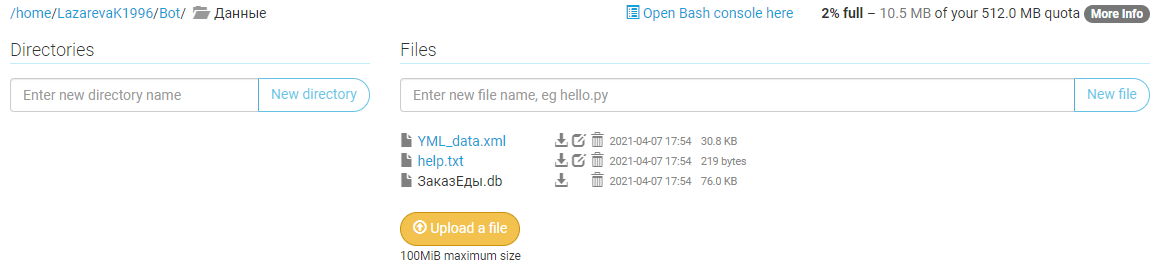 /home/LazarevaK1996/Bot/ Данные
Open Bash console here
2% full – 10.5 MB of your 512.0 MB quota More Info
Directories
Enter new directory name New directory
Files
Enter new file name, eg hello.py New file
YML_data.xml 2021-04-07 17:54 30.8 KB
help.txt 2021-04-07 17:54 219 bytes
ЗаказЕды.db 2021-04-07 17:54 76.0 KB
Upload a file
100MiB maximum size